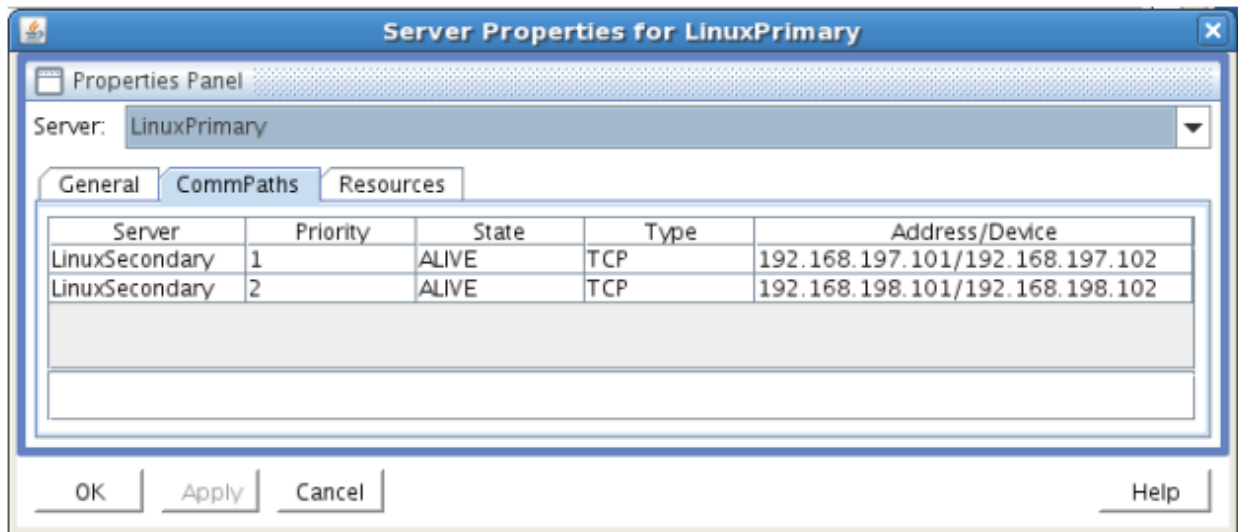 Server Properties for LinuxPrimary
Properties Panel
Server: LinuxPrimary
General CommPaths Resources
Server Priority State Type Address/Device
LinuxSecondary 1 ALIVE TCP 192.168.197.101/192.168.197.102
LinuxSecondary 2 ALIVE TCP 192.168.198.101/192.168.198.102
OK Apply Cancel Help